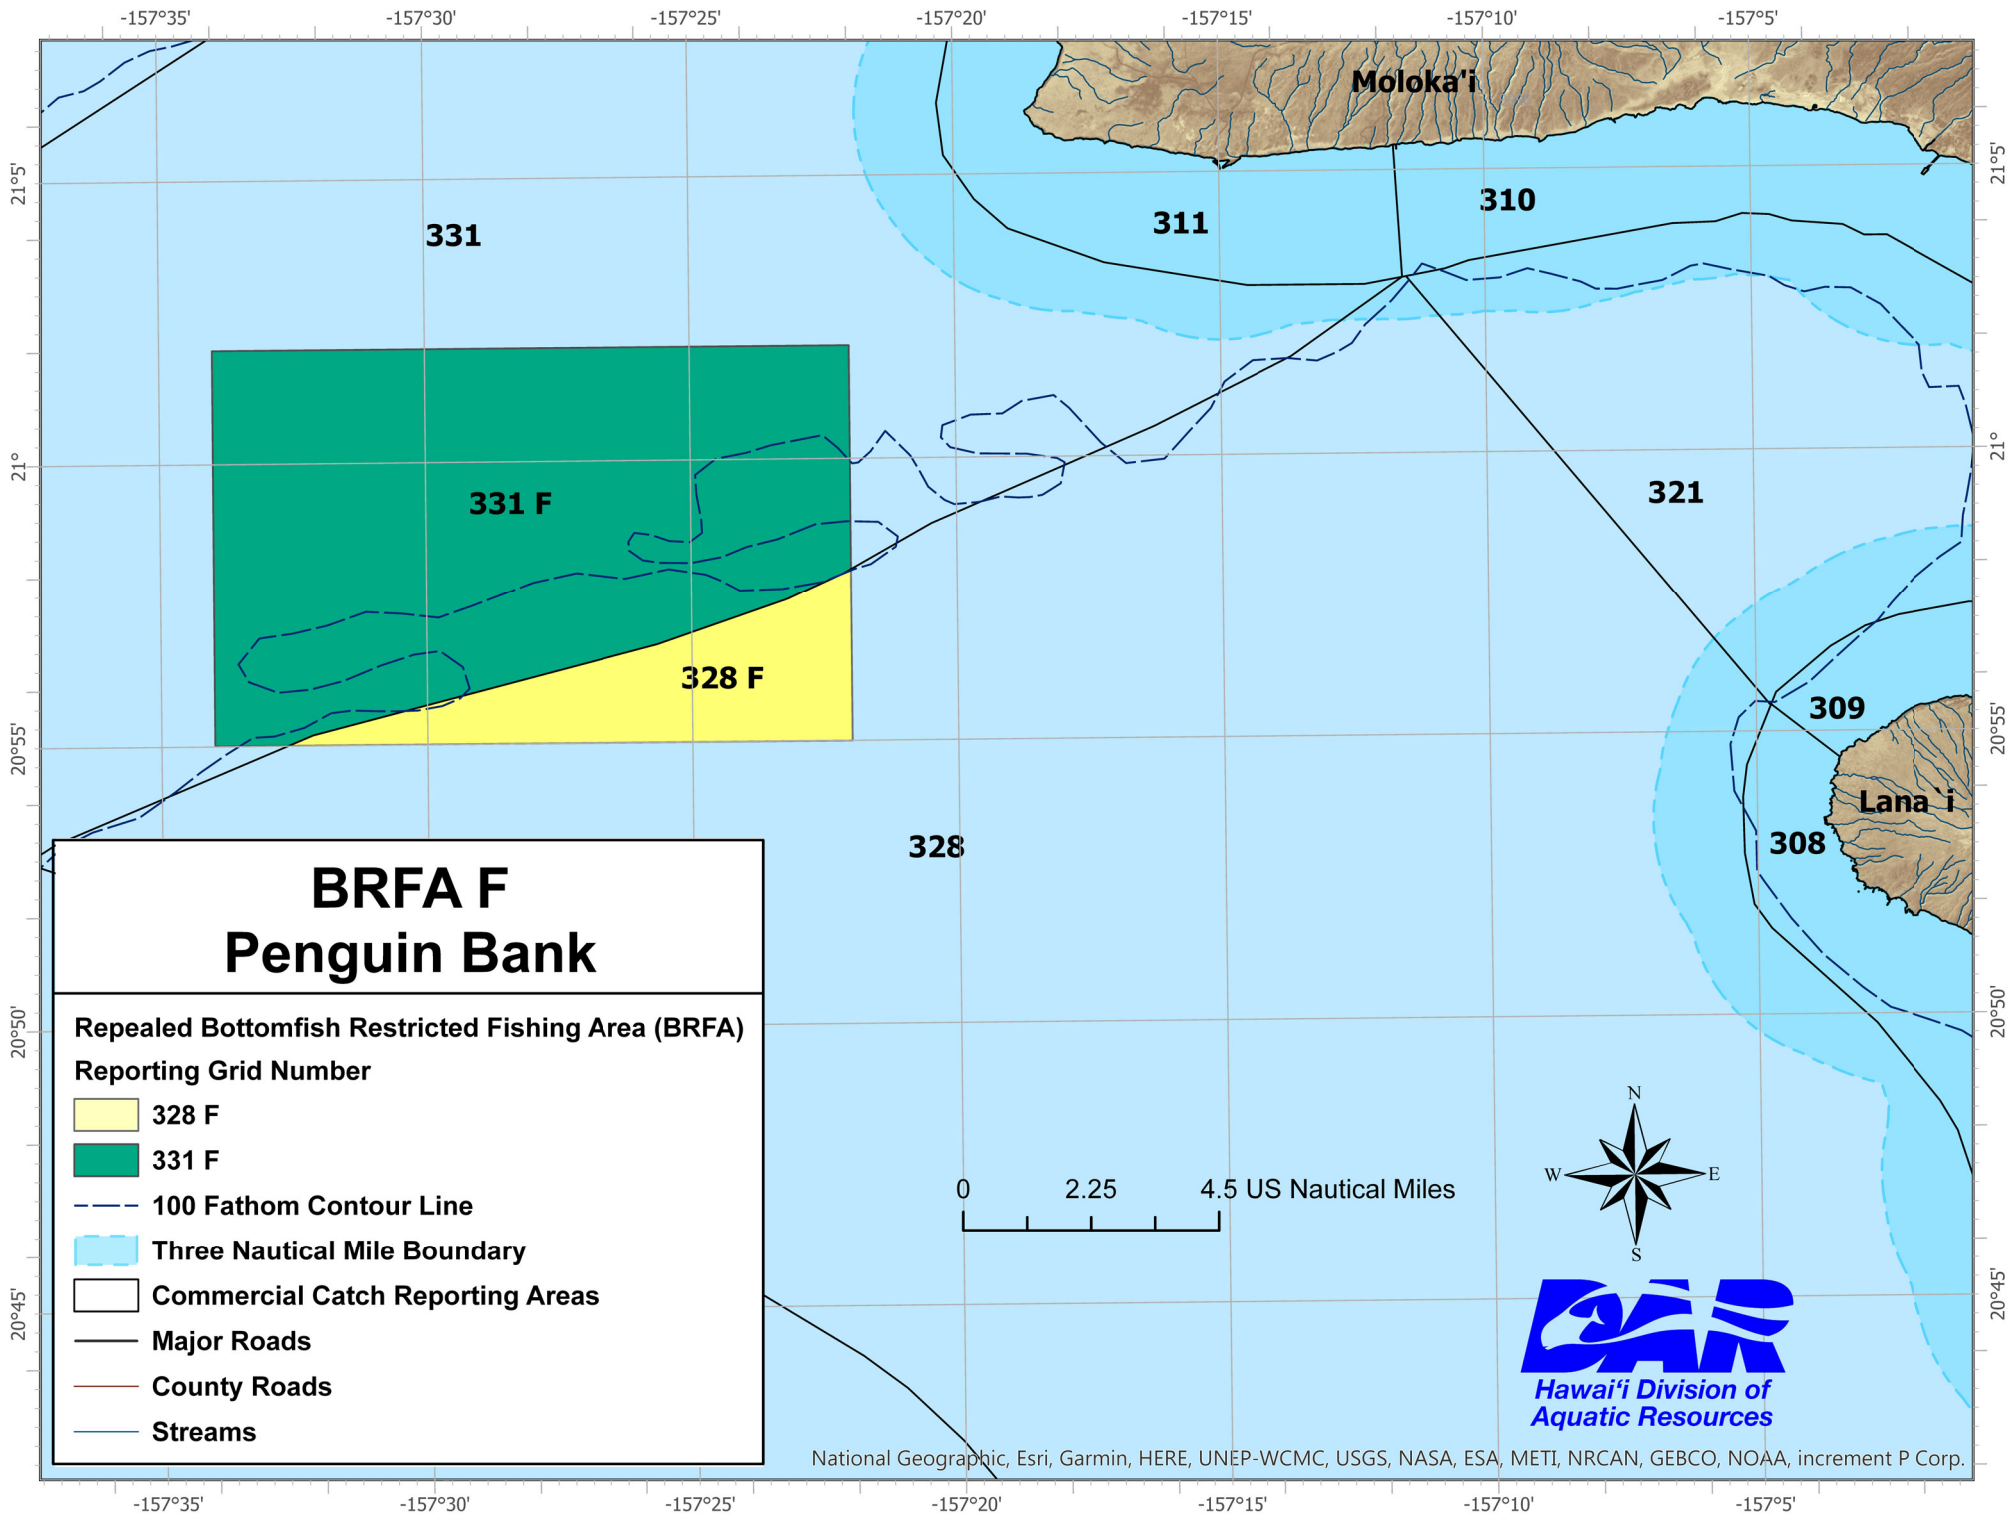 -157°35' -157°30' -157°25' -157°20' -157°15' -157°10' -157°5'
Moloka'i
21°5' 21°5'
310
311
331
21° 21°
321
331 F
328 F
309
20°55' 20°55'
Lana`i
308
328
BRFA F
Penguin Bank
Repealed Bottomfish Restricted Fishing Area (BRFA)
Reporting Grid Number
328 F
331 F
100 Fathom Contour Line
Three Nautical Mile Boundary
Commercial Catch Reporting Areas
Major Roads
County Roads
Streams
20°50' 20°50'
N
W E
S
0 2.25 4.5 US Nautical Miles
20°45' 20°45'
DAR
Hawaiʻi Division of
Aquatic Resources
National Geographic, Esri, Garmin, HERE, UNEP-WCMC, USGS, NASA, ESA, METI, NRCAN, GEBCO, NOAA, increment P Corp.
-157°35' -157°30' -157°25' -157°20' -157°15' -157°10' -157°5'